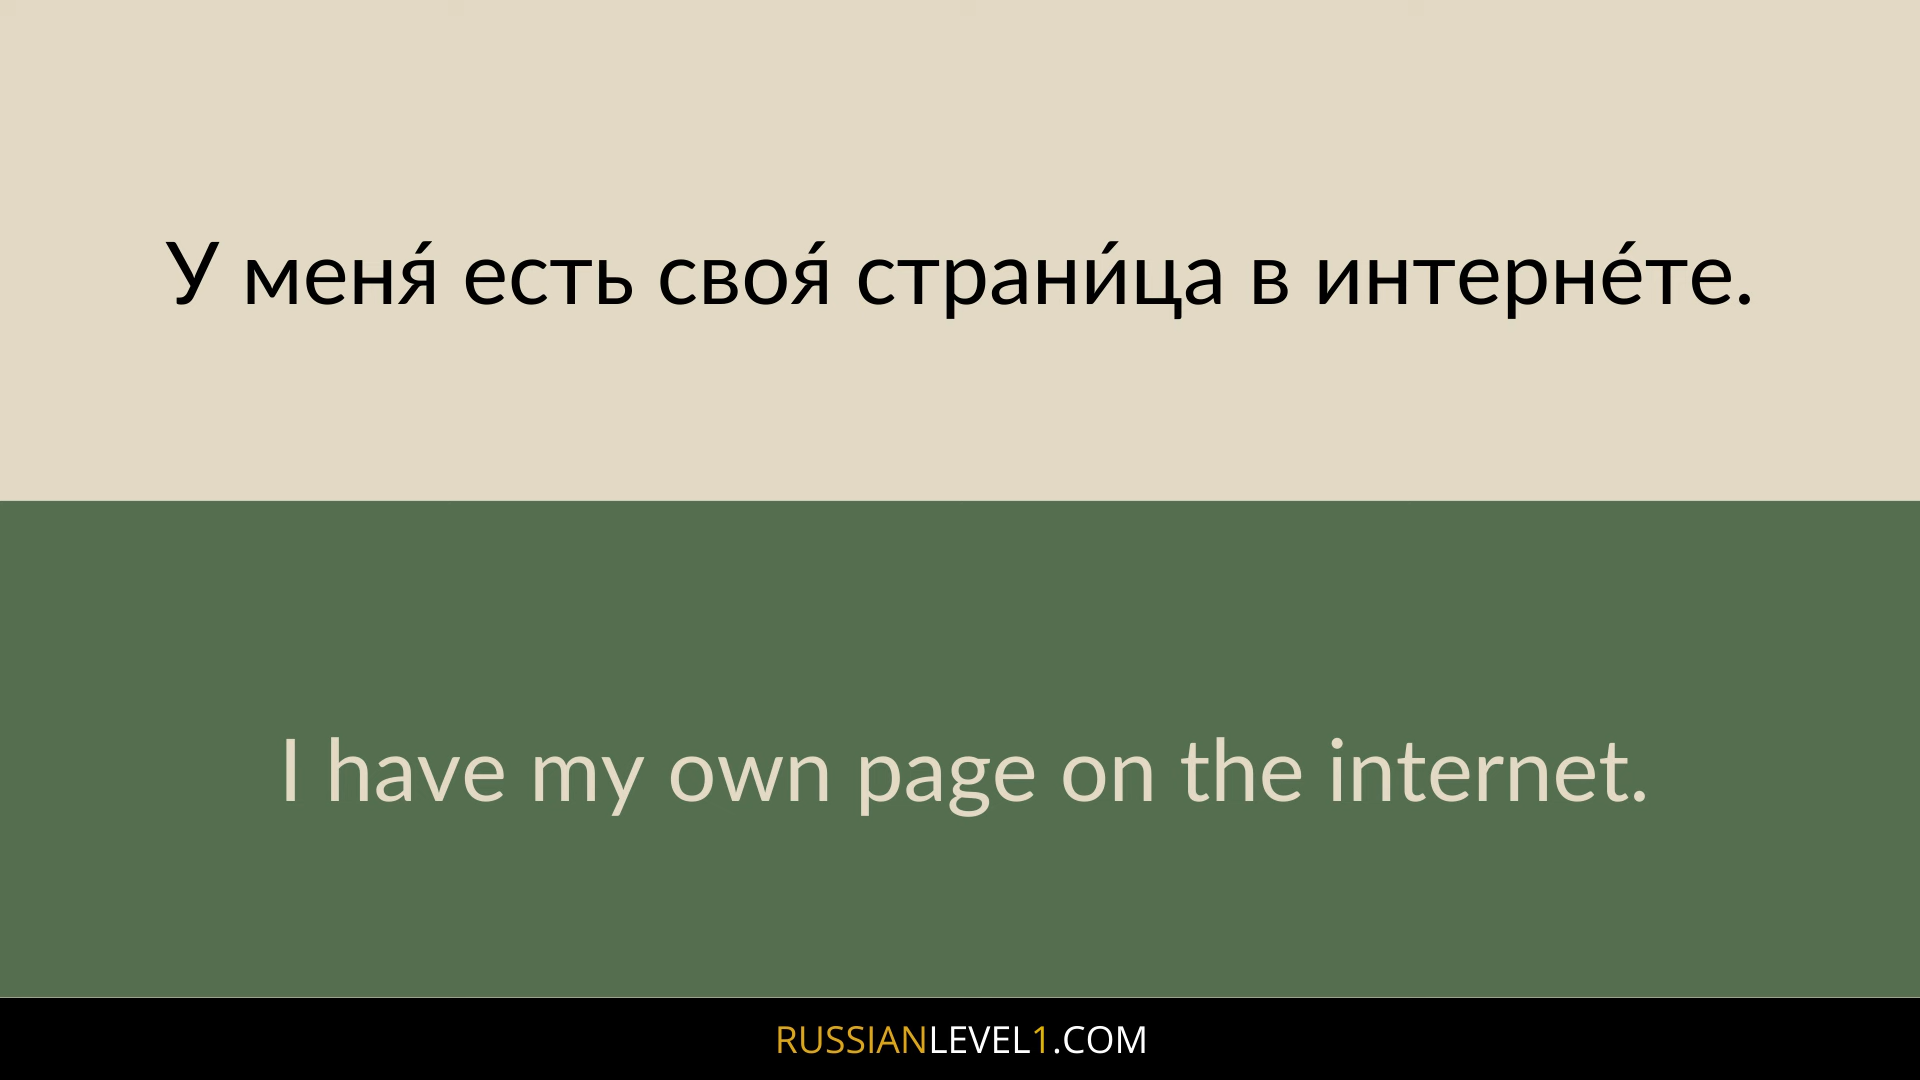 У меня́ есть своя́ страни́ца в интерне́те.
I have my own page on the internet.
RUSSIANLEVEL1.COM